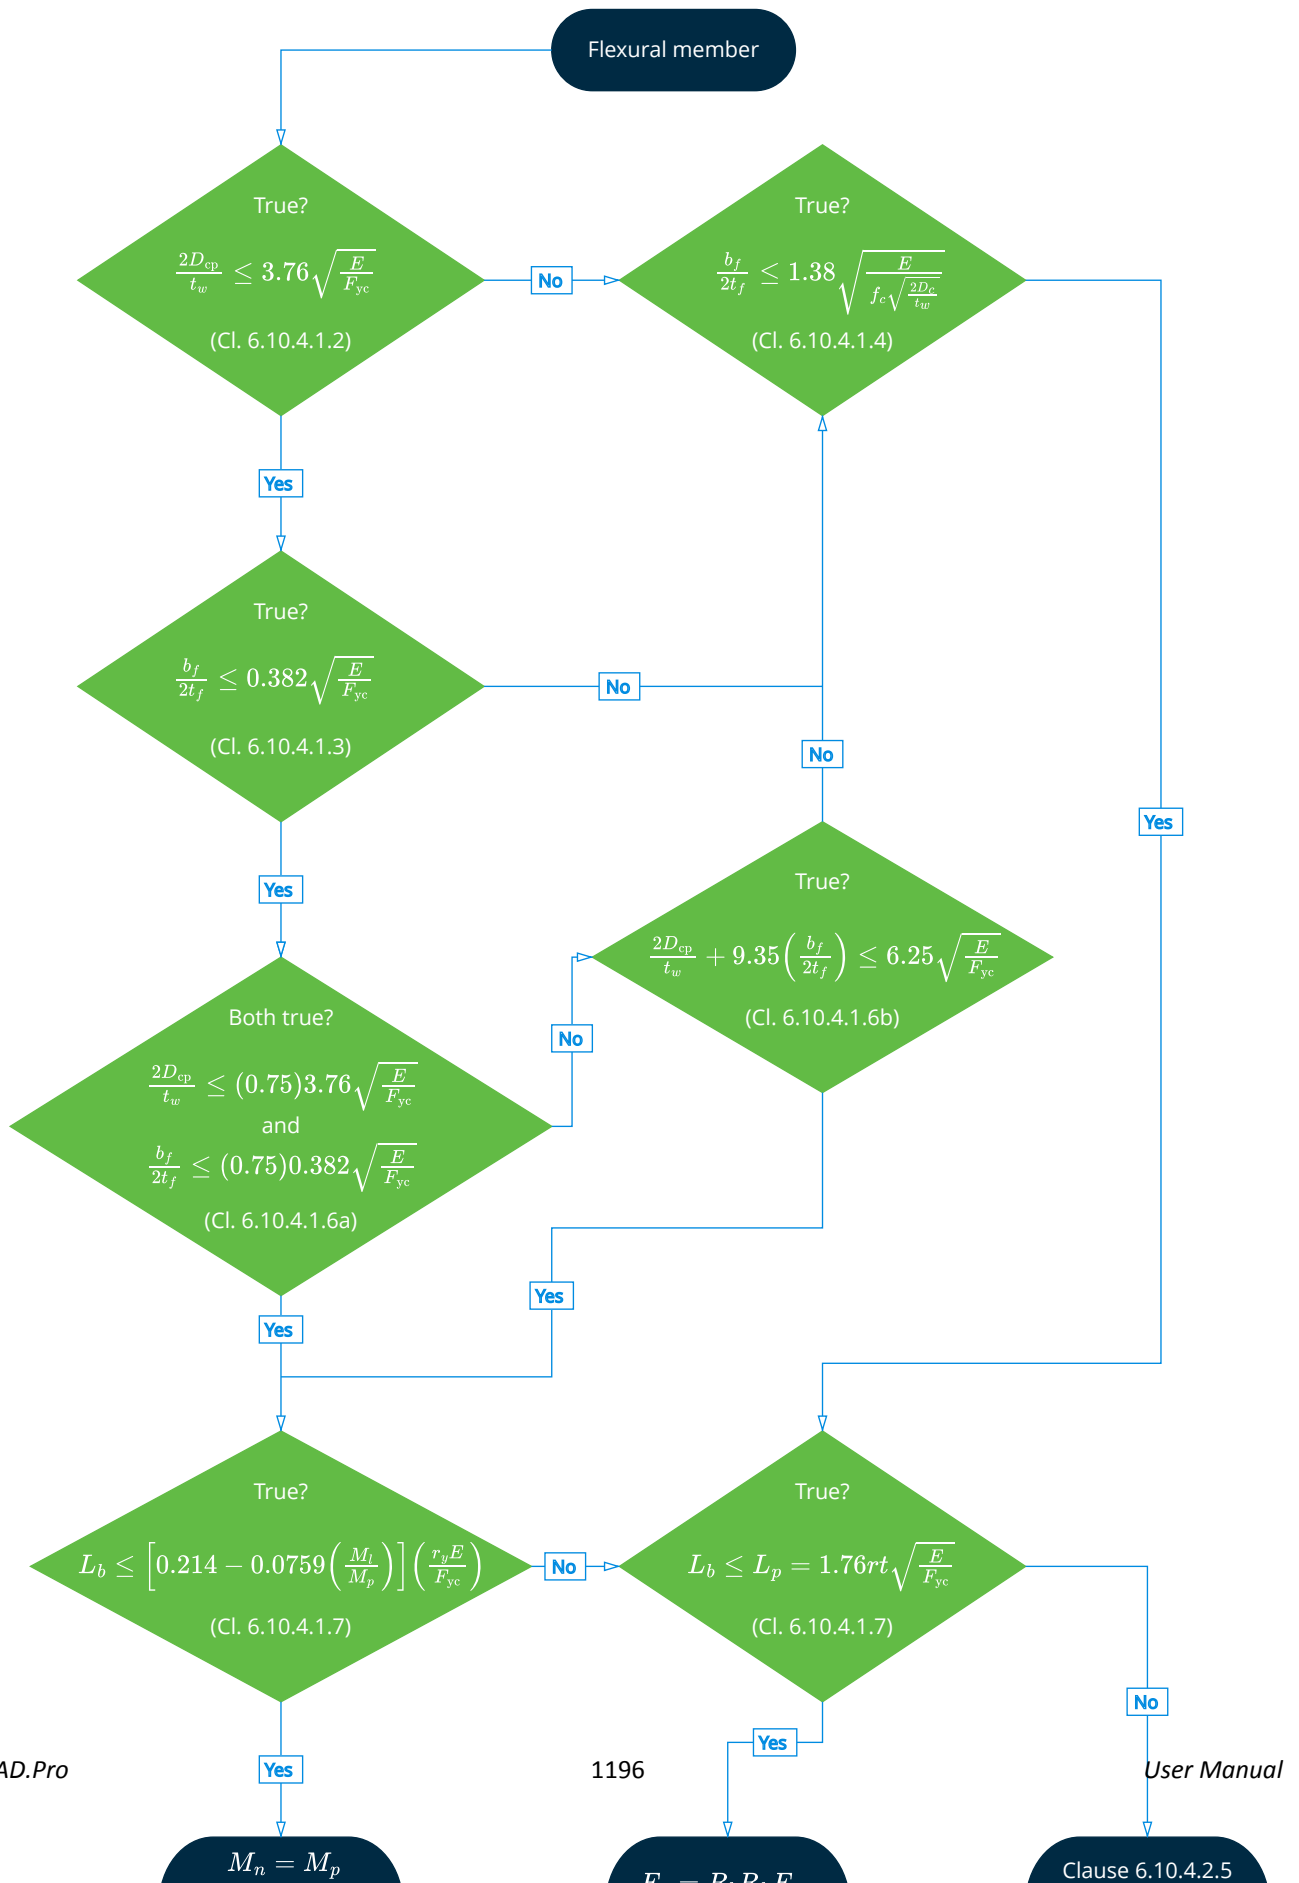 Flexural member
True?
2D_cp/t_w ≤ 3.76√(E/F_yc)
(Cl. 6.10.4.1.2)
No
True?
b_f/2t_f ≤ 1.38√(E/(f_c√(2D_c/t_w)))
(Cl. 6.10.4.1.4)
Yes
True?
b_f/2t_f ≤ 0.382√(E/F_yc)
(Cl. 6.10.4.1.3)
No
No
Yes
Yes
True?
2D_cp/t_w + 9.35(b_f/2t_f) ≤ 6.25√(E/F_yc)
(Cl. 6.10.4.1.6b)
Both true?
2D_cp/t_w ≤ (0.75)3.76√(E/F_yc)
and
b_f/2t_f ≤ (0.75)0.382√(E/F_yc)
(Cl. 6.10.4.1.6a)
No
Yes
Yes
True?
L_b ≤ [0.214 − 0.0759(M_l/M_p)](r_yE/F_yc)
(Cl. 6.10.4.1.7)
No
True?
L_b ≤ L_p = 1.76rt√(E/F_yc)
(Cl. 6.10.4.1.7)
No
Yes
Yes
AD.Pro
1196
User Manual
M_n = M_p
Clause 6.10.4.2.5